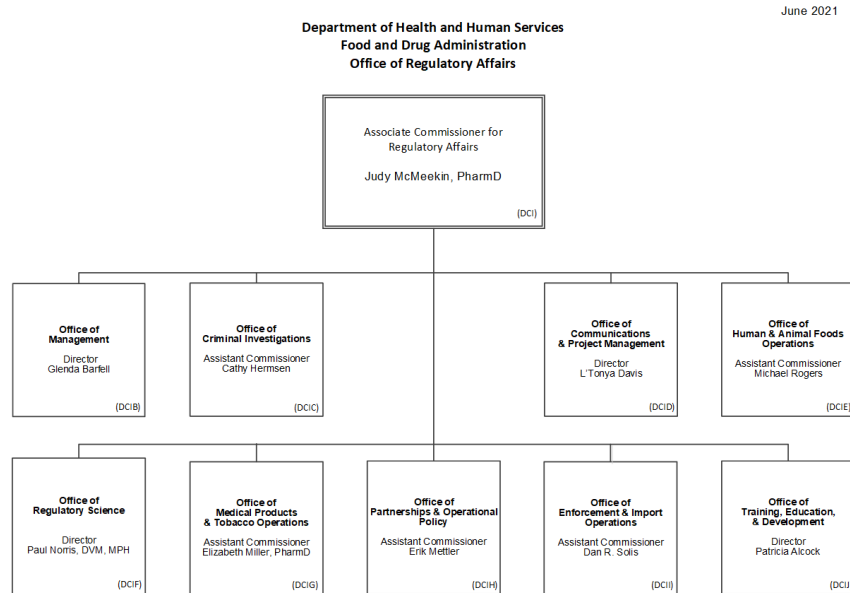 June 2021
Department of Health and Human Services
Food and Drug Administration
Office of Regulatory Affairs
Associate Commissioner for
Regulatory Affairs
Judy McMeekin, PharmD
(DCI)
Office of
Management
Director
Glenda Barfell
(DCIB)
Office of
Criminal Investigations
Assistant Commissioner
Cathy Hermsen
(DCIC)
Office of
Communications
& Project Management
Director
L'Tonya Davis
(DCID)
Office of
Human & Animal Foods
Operations
Assistant Commissioner
Michael Rogers
(DCIE)
Office of
Regulatory Science
Director
Paul Norris, DVM, MPH
(DCIF)
Office of
Medical Products
& Tobacco Operations
Assistant Commissioner
Elizabeth Miller, PharmD
(DCIG)
Office of
Partnerships & Operational
Policy
Assistant Commissioner
Erik Mettler
(DCIH)
Office of
Enforcement & Import
Operations
Assistant Commissioner
Dan R. Solis
(DCII)
Office of
Training, Education,
& Development
Director
Patricia Alcock
(DCIJ